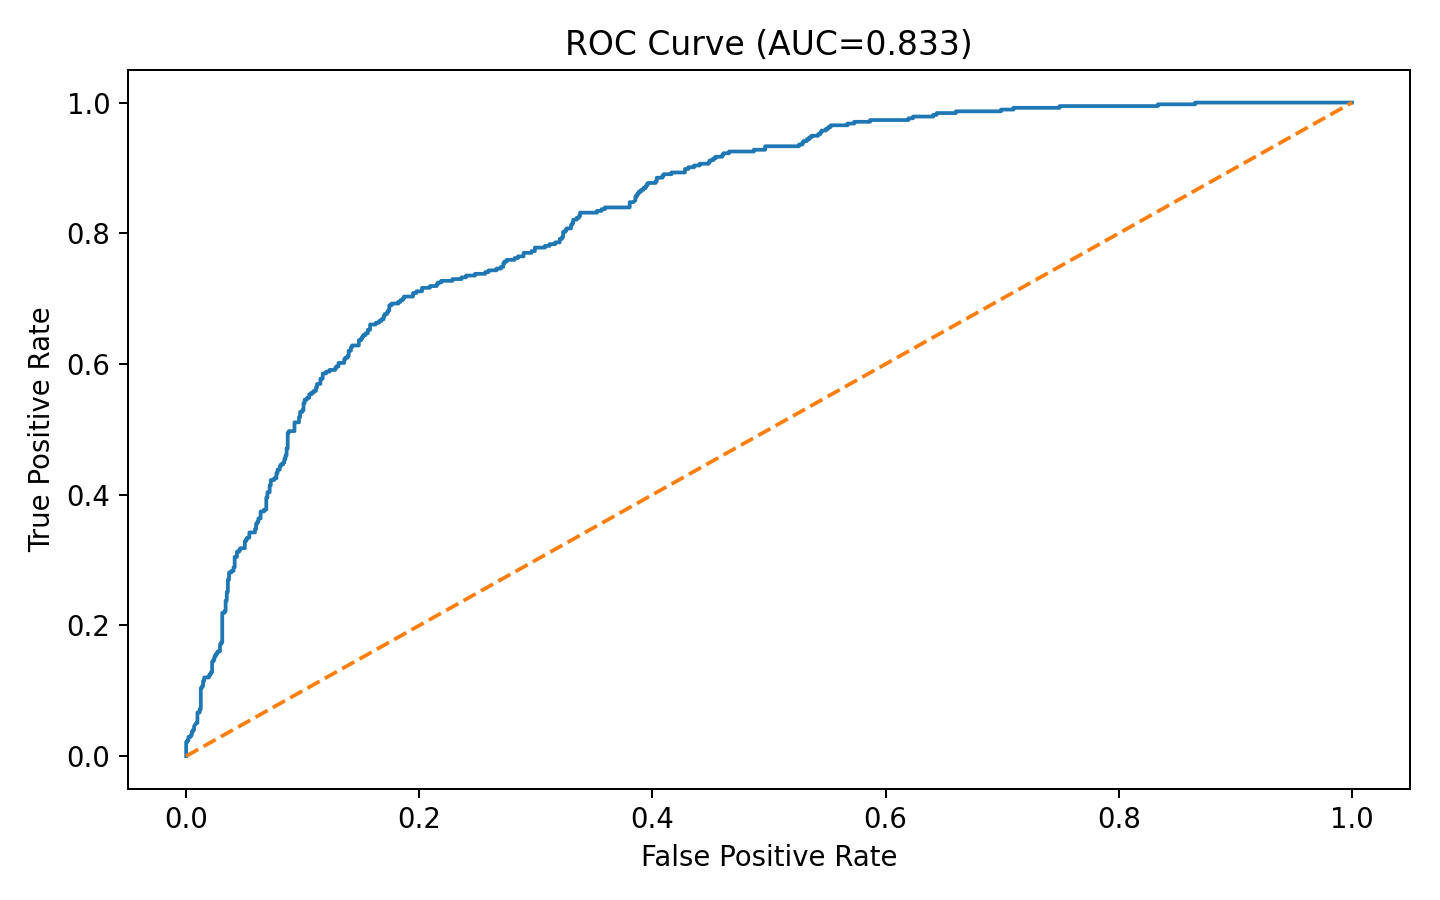 ROC Curve (AUC=0.833)
True Positive Rate
1.0
0.8
0.6
0.4
0.2
0.0
0.0 0.2 0.4 0.6 0.8 1.0
False Positive Rate